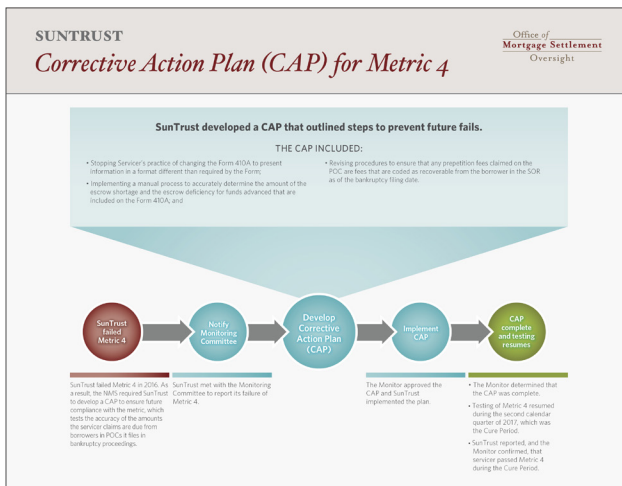 SUNTRUST
Corrective Action Plan (CAP) for Metric 4
Office of
Mortgage Settlement
Oversight
SunTrust developed a CAP that outlined steps to prevent future fails.
THE CAP INCLUDED:
• Stopping Servicer's practice of changing the Form 410A to present
information in a format different than required by the Form;
• Implementing a manual process to accurately determine the amount of the
escrow shortage and the escrow deficiency for funds advanced that are
included on the Form 410A; and
• Revising procedures to ensure that any prepetition fees claimed on the
POC are fees that are coded as recoverable from the borrower in the SOR
as of the bankruptcy filing date.
SunTrust
failed
Metric 4
Notify
Monitoring
Committee
Develop
Corrective
Action Plan
(CAP)
Implement
CAP
CAP
complete
and testing
resumes
SunTrust failed Metric 4 in 2016. As
a result, the NMS required SunTrust
to develop a CAP to ensure future
compliance with the metric, which
tests the accuracy of the amounts
the servicer claims are due from
borrowers in POCs it files in
bankruptcy proceedings.
SunTrust met with the Monitoring
Committee to report its failure of
Metric 4.
The Monitor approved the
CAP and SunTrust
implemented the plan.
• The Monitor determined that
the CAP was complete.
• Testing of Metric 4 resumed
during the second calendar
quarter of 2017, which was
the Cure Period.
• SunTrust reported, and the
Monitor confirmed, that
servicer passed Metric 4
during the Cure Period.